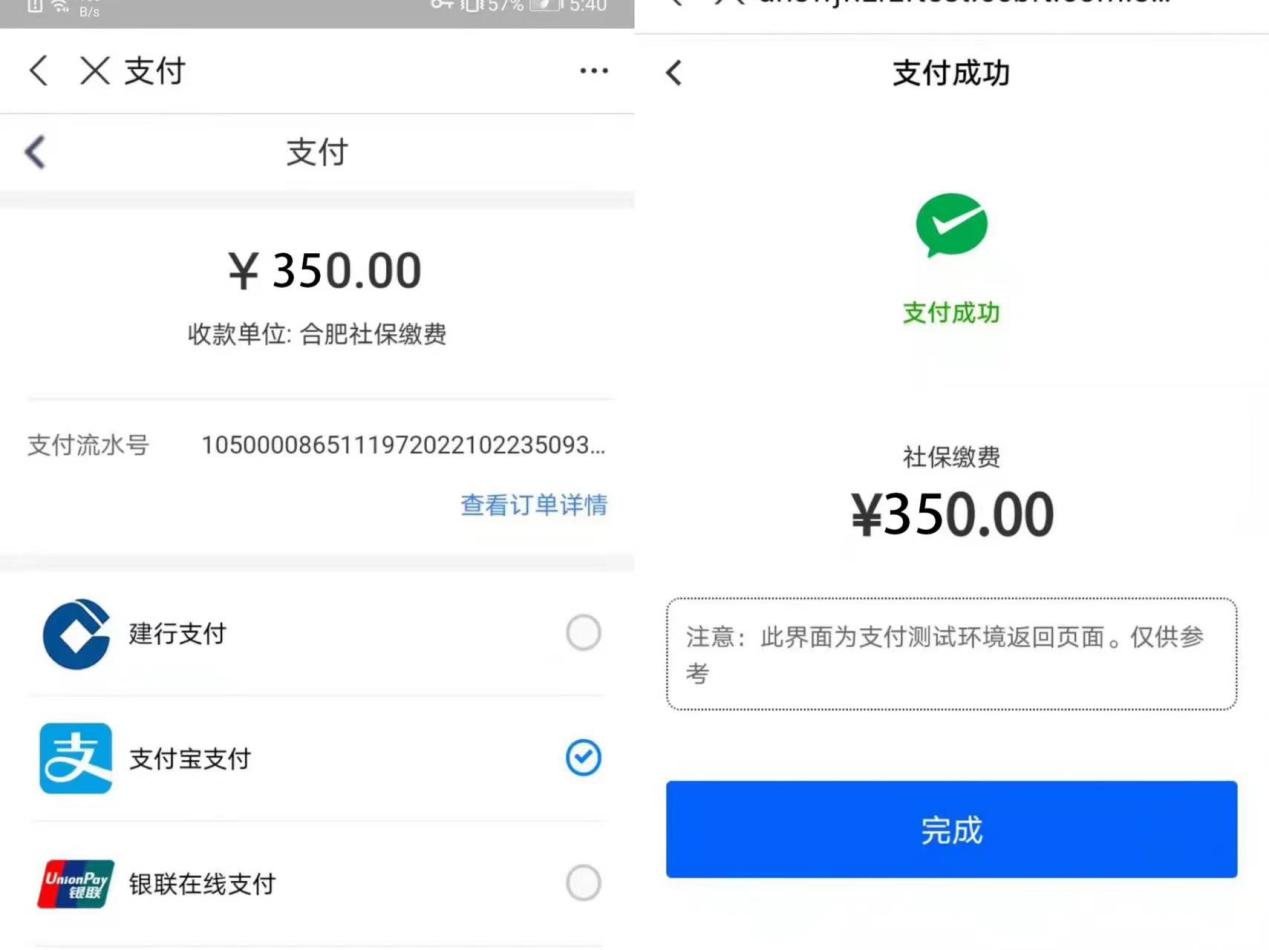 B/s
57%
5:40
支付
支付
¥ 350.00
收款单位: 合肥社保缴费
支付流水号
1050000865111972022102235093...
查看订单详情
建行支付
支
支付宝支付
UnionPay
银联
银联在线支付
支付成功
支付成功
社保缴费
¥350.00
注意：此界面为支付测试环境返回页面。仅供参
考
完成